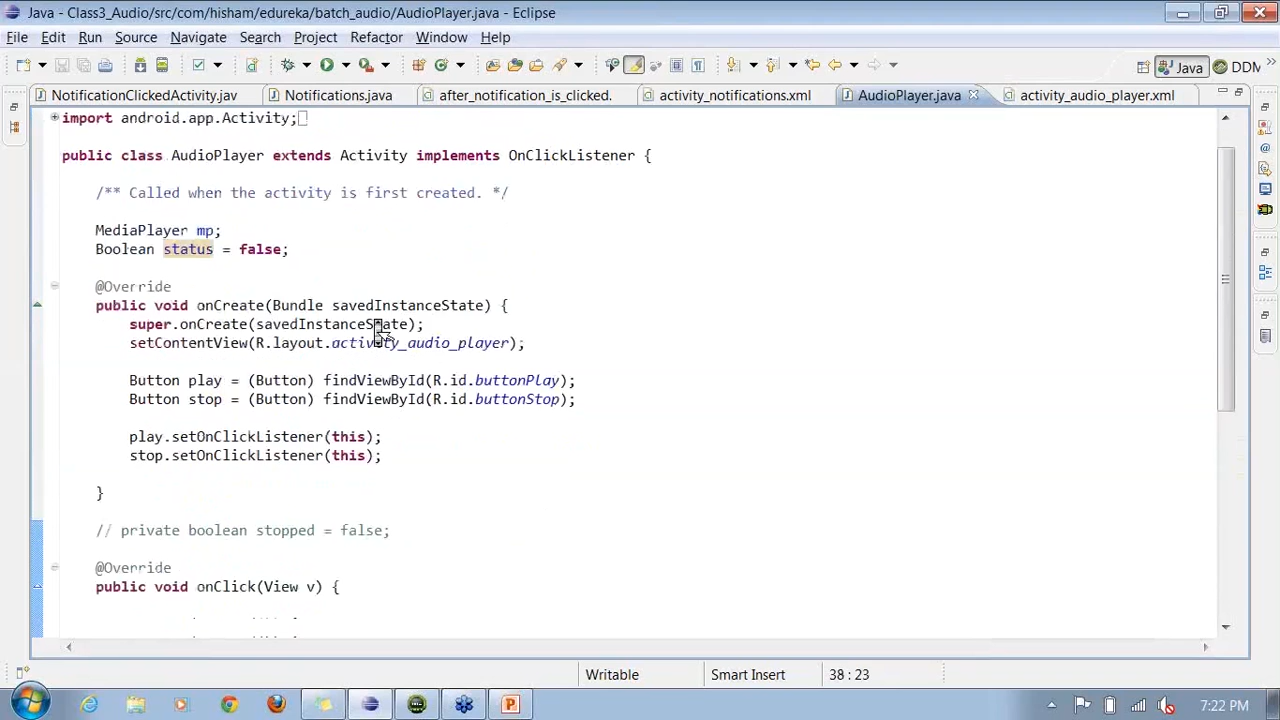 Java - Class3_Audio/src/com/hisham/edureka/batch_audio/AudioPlayer.java - Eclipse
File Edit Run Source Navigate Search Project Refactor Window Help
Java DDM
NotificationClickedActivity.jav Notifications.java after_notification_is_clicked. activity_notifications.xml AudioPlayer.java activity_audio_player.xml
import android.app.Activity;
public class AudioPlayer extends Activity implements OnClickListener {
/** Called when the activity is first created. */
MediaPlayer mp;
Boolean status = false;
@Override
public void onCreate(Bundle savedInstanceState) {
super.onCreate(savedInstanceState);
setContentView(R.layout.activity_audio_player);
Button play = (Button) findViewById(R.id.buttonPlay);
Button stop = (Button) findViewById(R.id.buttonStop);
play.setOnClickListener(this);
stop.setOnClickListener(this);
}
// private boolean stopped = false;
@Override
public void onClick(View v) {
Writable Smart Insert 38 : 23
7:22 PM